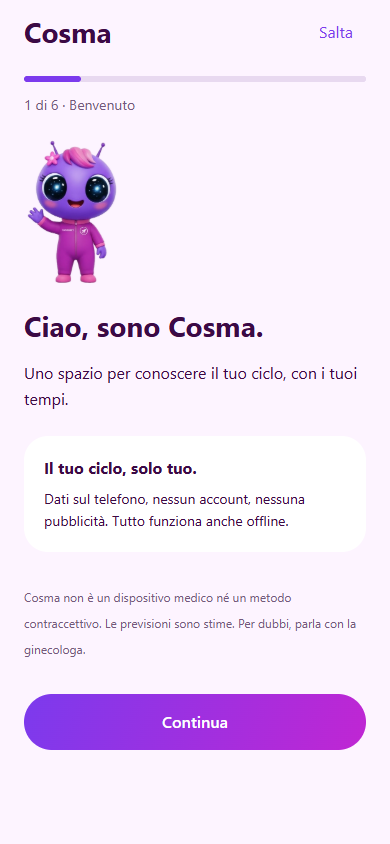 Cosma
Salta
1 di 6 · Benvenuto
Ciao, sono Cosma.
Uno spazio per conoscere il tuo ciclo, con i tuoi
tempi.
Il tuo ciclo, solo tuo.
Dati sul telefono, nessun account, nessuna
pubblicità. Tutto funziona anche offline.
Cosma non è un dispositivo medico né un metodo
contraccettivo. Le previsioni sono stime. Per dubbi, parla con la
ginecologa.
Continua